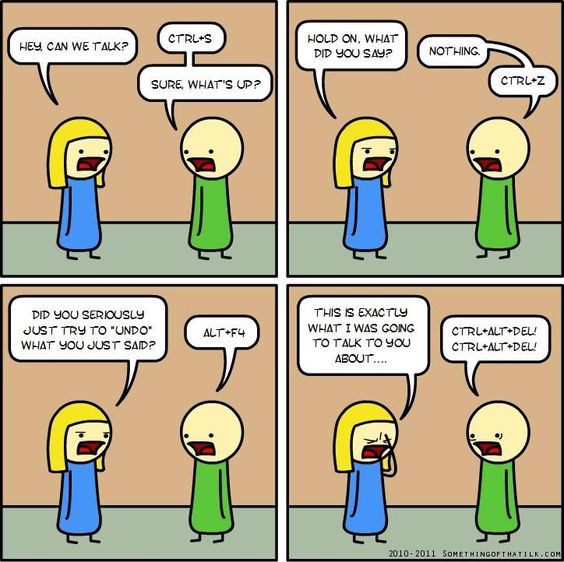 HEY, CAN WE TALK?
CTRL+S
SURE, WHAT'S UP?
HOLD ON, WHAT
DID YOU SAY?
NOTHING.
CTRL+Z
DID YOU SERIOUSLY
JUST TRY TO "UNDO"
WHAT YOU JUST SAID?
ALT+F4
THIS IS EXACTLY
WHAT I WAS GOING
TO TALK TO YOU
ABOUT....
CTRL+ALT+DEL!
CTRL+ALT+DEL!
2010-2011 SOMETHINGOFTHATILK.COM